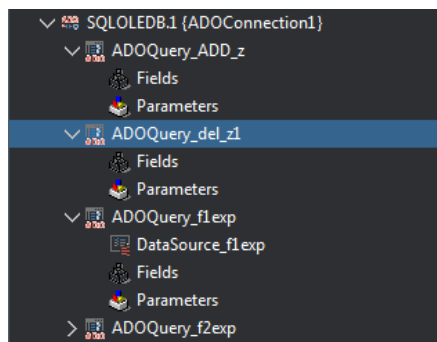 SQLOLEDB.1 {ADOConnection1}
ADOQuery_ADD_z
Fields
Parameters
ADOQuery_del_z1
Fields
Parameters
ADOQuery_f1exp
DataSource_f1exp
Fields
Parameters
ADOQuery_f2exp